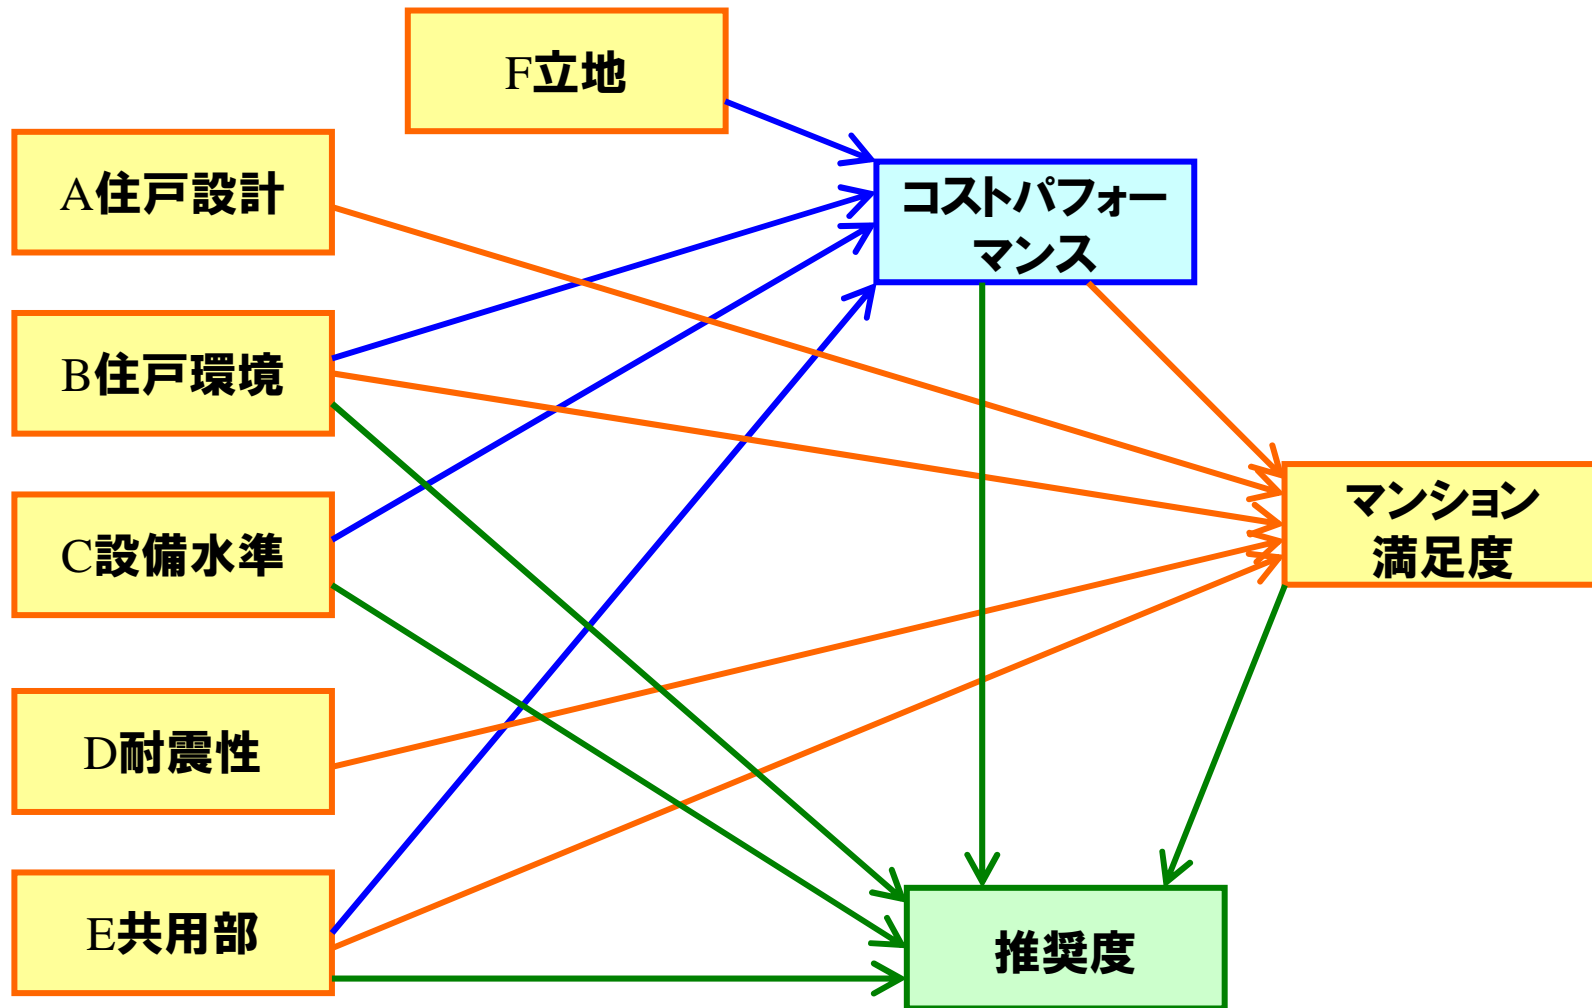 F立地
A住戸設計
コストパフォー
マンス
B住戸環境
マンション
満足度
C設備水準
D耐震性
E共用部
推奨度